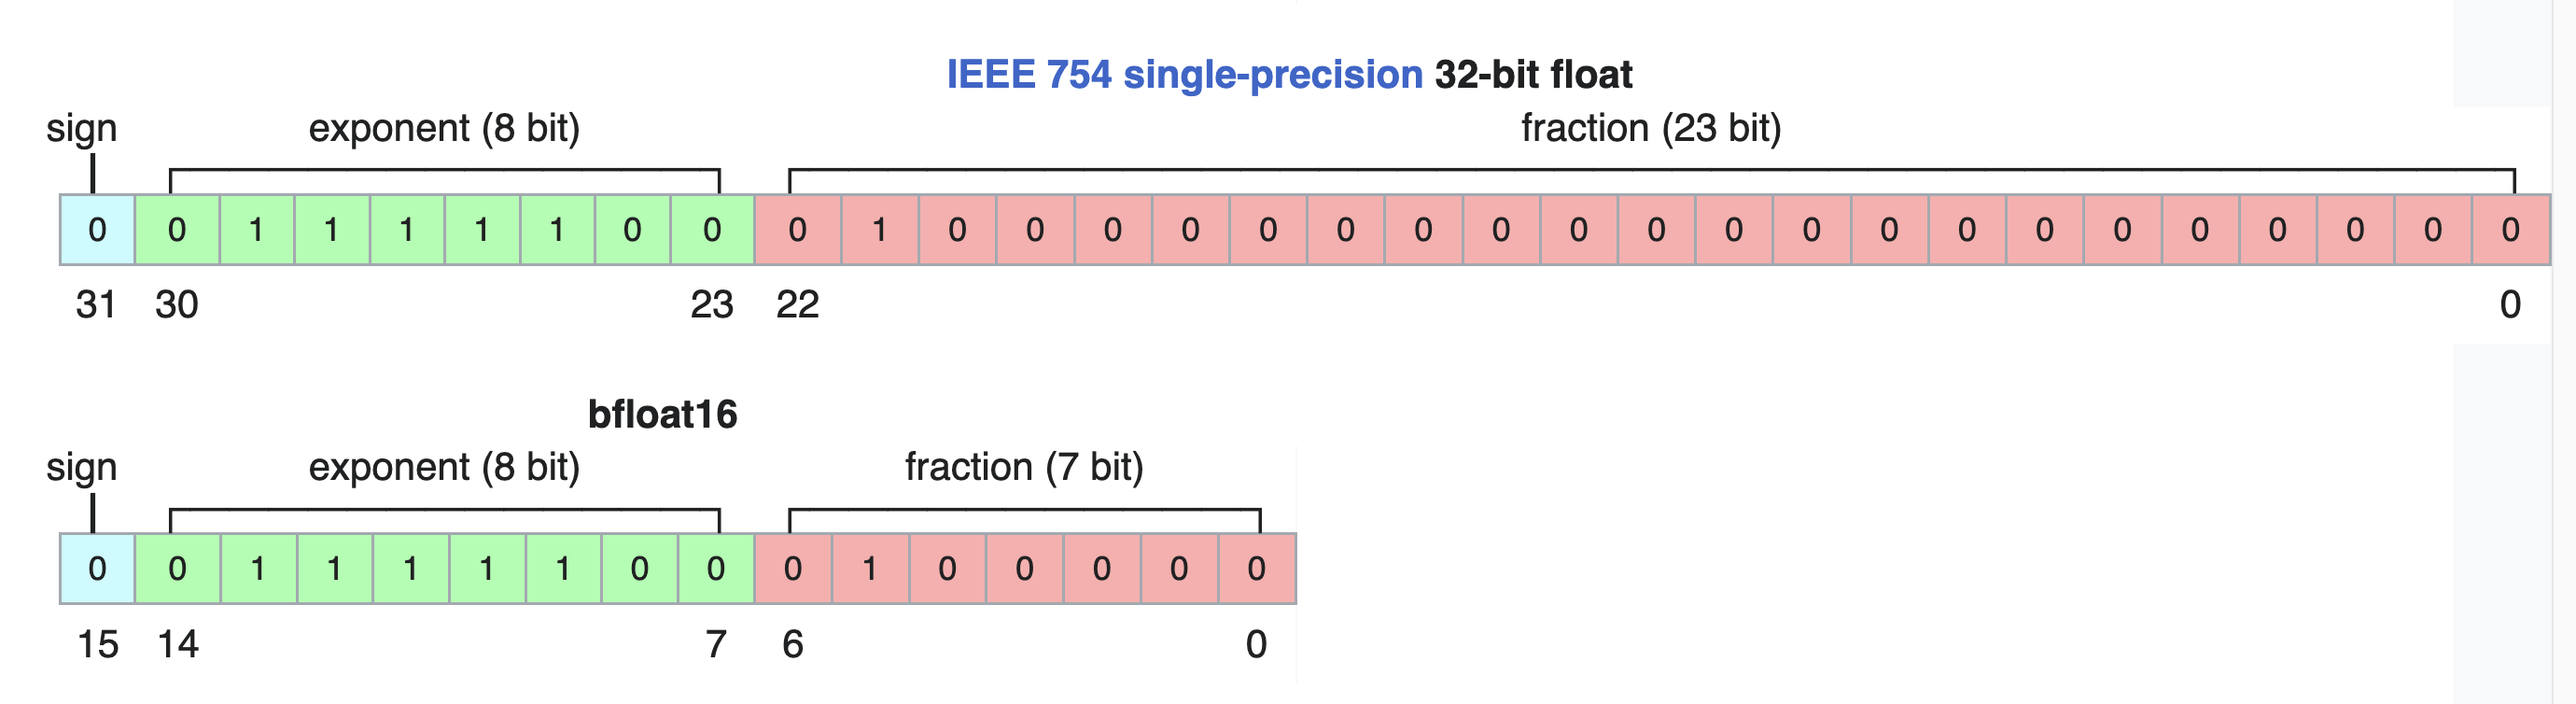 IEEE 754 single-precision 32-bit float
sign exponent (8 bit) fraction (23 bit)
0 0 1 1 1 1 1 0 0 0 1 0 0 0 0 0 0 0 0 0 0 0 0 0 0 0 0 0 0 0 0 0
31 30 23 22 0
bfloat16
sign exponent (8 bit) fraction (7 bit)
0 0 1 1 1 1 1 0 0 0 1 0 0 0 0 0
15 14 7 6 0